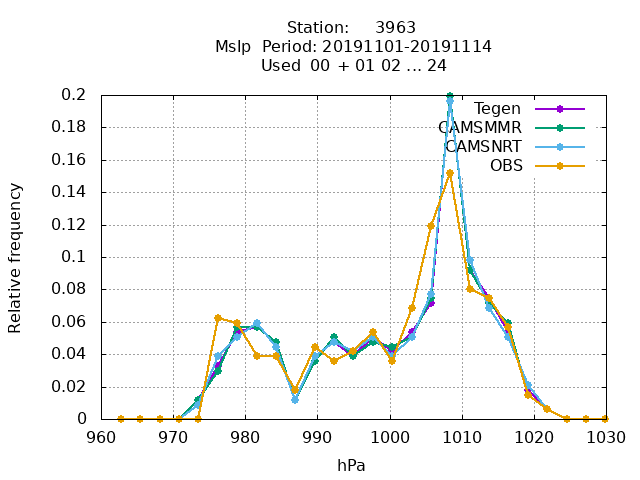 Station: 3963
Mslp Period: 20191101-20191114
Used 00 + 01 02 ... 24
0.2
0.18
0.16
0.14
0.12
0.1
0.08
0.06
0.04
0.02
0
Relative frequency
Tegen
CAMSMMR
CAMSNRT
OBS
960 970 980 990 1000 1010 1020 1030
hPa